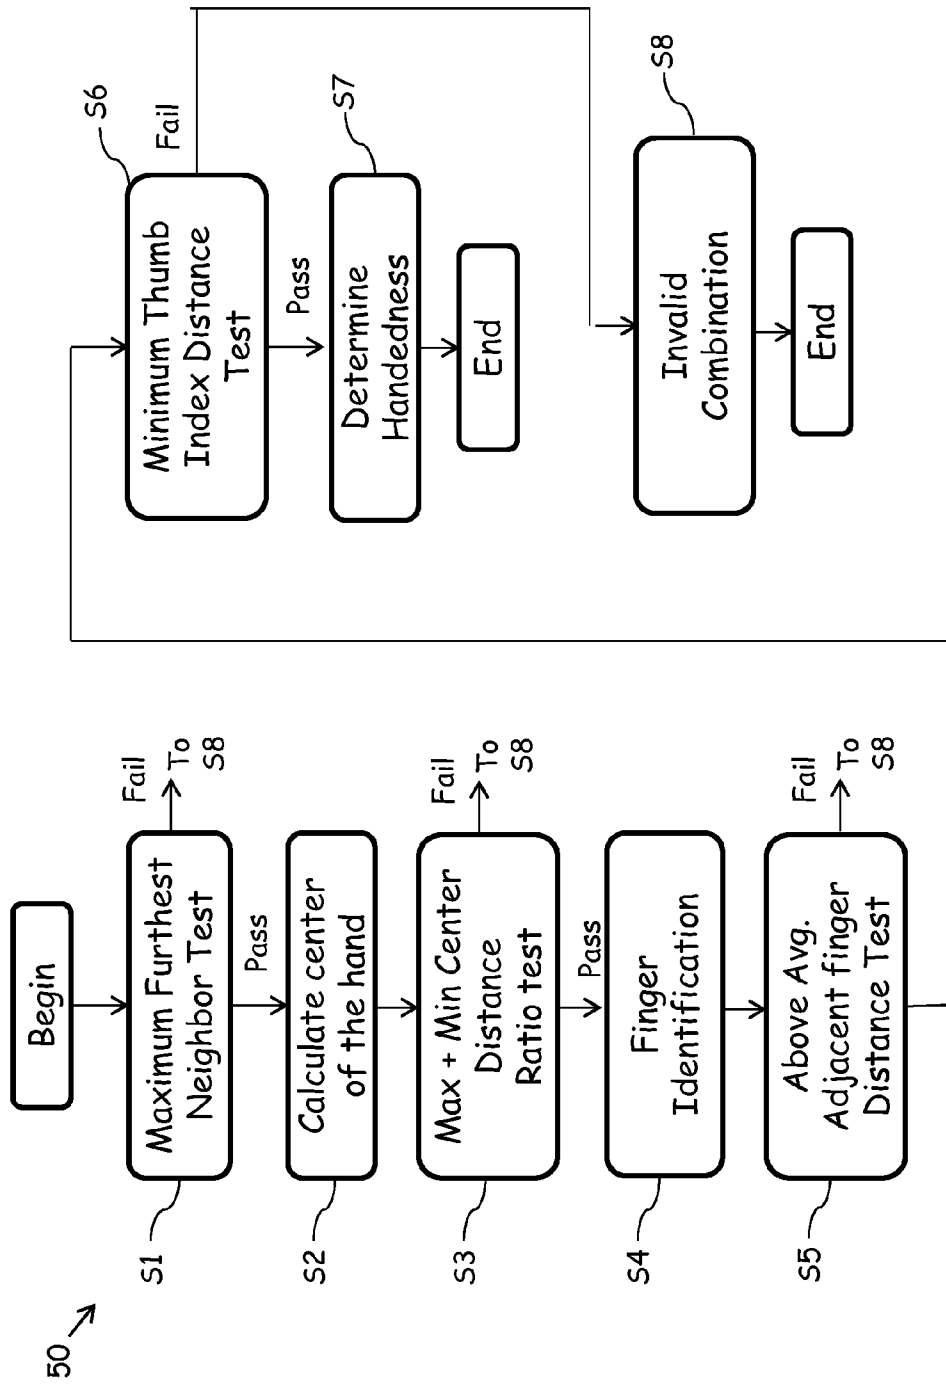 50
Begin
S1
Maximum Furthest
Neighbor Test
Fail
To
S8
Pass
S2
Calculate center
of the hand
S3
Max + Min Center
Distance
Ratio test
Fail
To
S8
Pass
S4
Finger
Identification
S5
Above Avg.
Adjacent finger
Distance Test
Fail
To
S8
S6
Minimum Thumb
Index Distance
Test
Fail
Pass
S7
Determine
Handedness
End
S8
Invalid
Combination
End